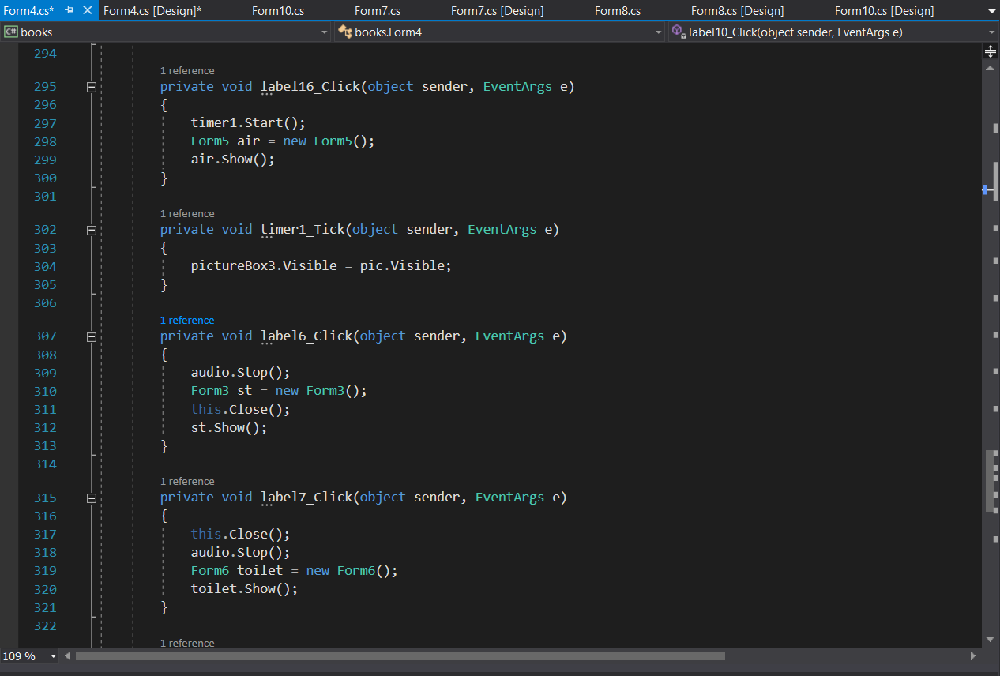 Form4.cs* Form4.cs [Design]* Form10.cs Form7.cs Form7.cs [Design] Form8.cs Form8.cs [Design] Form10.cs [Design]
C# books books.Form4 label10_Click(object sender, EventArgs e)
294
1 reference
295 private void label16_Click(object sender, EventArgs e)
296 {
297 timer1.Start();
298 Form5 air = new Form5();
299 air.Show();
300 }
301
1 reference
302 private void timer1_Tick(object sender, EventArgs e)
303 {
304 pictureBox3.Visible = pic.Visible;
305 }
306
1 reference
307 private void label6_Click(object sender, EventArgs e)
308 {
309 audio.Stop();
310 Form3 st = new Form3();
311 this.Close();
312 st.Show();
313 }
314
1 reference
315 private void label7_Click(object sender, EventArgs e)
316 {
317 this.Close();
318 audio.Stop();
319 Form6 toilet = new Form6();
320 toilet.Show();
321 }
322
1 reference
109 %